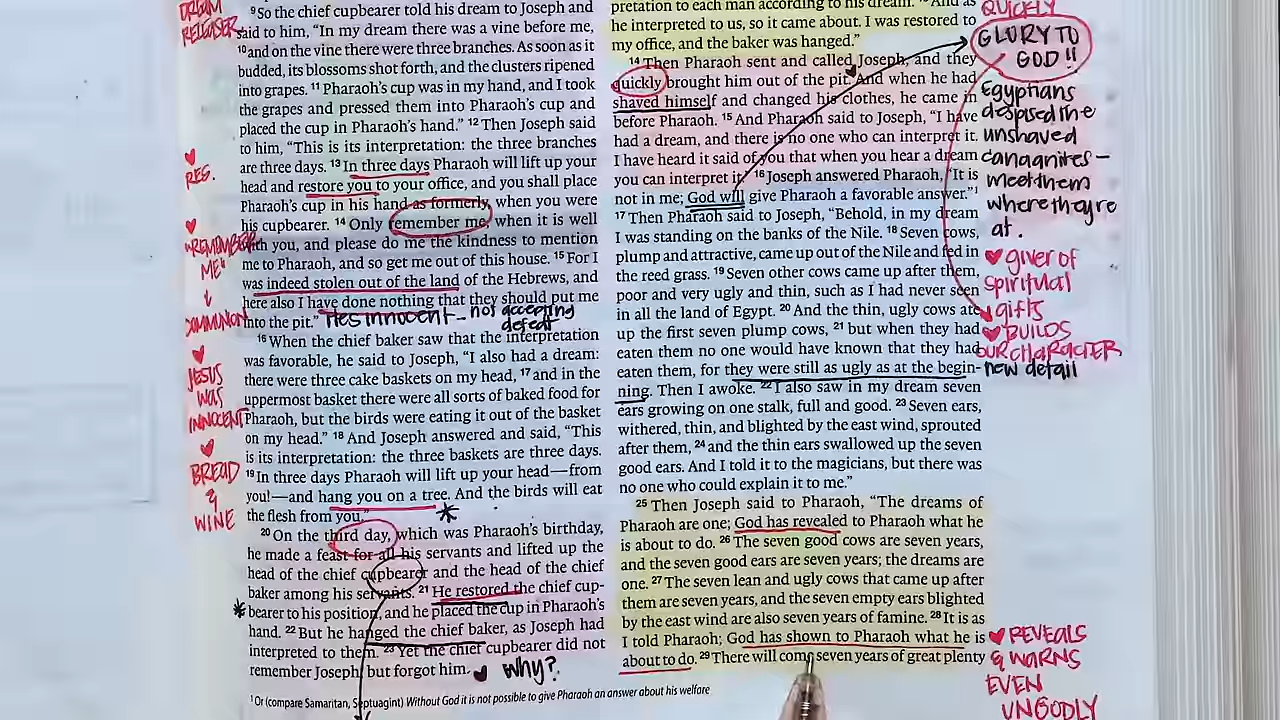 DREAM
RELEASER
9 So the chief cupbearer told his dream to Joseph and
said to him, “In my dream there was a vine before me,
10 and on the vine there were three branches. As soon as it
budded, its blossoms shot forth, and the clusters ripened
into grapes. 11 Pharaoh's cup was in my hand, and I took
the grapes and pressed them into Pharaoh's cup and
placed the cup in Pharaoh's hand.” 12 Then Joseph said
to him, “This is its interpretation: the three branches
are three days. 13 In three days Pharaoh will lift up your
head and restore you to your office, and you shall place
Pharaoh's cup in his hand as formerly, when you were
his cupbearer. 14 Only remember me, when it is well
with you, and please do me the kindness to mention
me to Pharaoh, and so get me out of this house. 15 For I
was indeed stolen out of the land of the Hebrews, and
here also I have done nothing that they should put me
into the pit.”
He's innocent - not accepting
defeat
16 When the chief baker saw that the interpretation
was favorable, he said to Joseph, “I also had a dream:
there were three cake baskets on my head, 17 and in the
uppermost basket there were all sorts of baked food for
Pharaoh, but the birds were eating it out of the basket
on my head.” 18 And Joseph answered and said, “This
is its interpretation: the three baskets are three days.
19 In three days Pharaoh will lift up your head—from
you!—and hang you on a tree. And the birds will eat
the flesh from you.”
20 On the third day, which was Pharaoh's birthday,
he made a feast for all his servants and lifted up the
head of the chief cupbearer and the head of the chief
baker among his servants. 21 He restored the chief cup-
bearer to his position, and he placed the cup in Pharaoh's
hand. 22 But he hanged the chief baker, as Joseph had
interpreted to them. 23 Yet the chief cupbearer did not
remember Joseph, but forgot him.
why?
1 Or (compare Samaritan, Septuagint) Without God it is not possible to give Pharaoh an answer about his welfare
RES.
"REMEMBER
ME"
COMMUNION
JESUS
WAS
INNOCENT
BREAD
&
WINE
pretation to each man according to his dream. And as
he interpreted to us, so it came about. I was restored to
my office, and the baker was hanged.”
14 Then Pharaoh sent and called Joseph, and they
quickly brought him out of the pit. And when he had
shaved himself and changed his clothes, he came in
before Pharaoh. 15 And Pharaoh said to Joseph, “I have
had a dream, and there is no one who can interpret it.
I have heard it said of you that when you hear a dream
you can interpret it.” 16 Joseph answered Pharaoh, “It is
not in me; God will give Pharaoh a favorable answer.”1
17 Then Pharaoh said to Joseph, “Behold, in my dream
I was standing on the banks of the Nile. 18 Seven cows,
plump and attractive, came up out of the Nile and fed in
the reed grass. 19 Seven other cows came up after them,
poor and very ugly and thin, such as I had never seen
in all the land of Egypt. 20 And the thin, ugly cows ate
up the first seven plump cows, 21 but when they had
eaten them no one would have known that they had
eaten them, for they were still as ugly as at the begin-
ning. Then I awoke. 22 I also saw in my dream seven
ears growing on one stalk, full and good. 23 Seven ears,
withered, thin, and blighted by the east wind, sprouted
after them, 24 and the thin ears swallowed up the seven
good ears. And I told it to the magicians, but there was
no one who could explain it to me.”
25 Then Joseph said to Pharaoh, “The dreams of
Pharaoh are one; God has revealed to Pharaoh what he
is about to do. 26 The seven good cows are seven years,
and the seven good ears are seven years; the dreams are
one. 27 The seven lean and ugly cows that came up after
them are seven years, and the seven empty ears blighted
by the east wind are also seven years of famine. 28 It is as
I told Pharaoh; God has shown to Pharaoh what he is
about to do. 29 There will come seven years of great plenty
QUICKLY
GLORY TO
GOD!!
Egyptians
despised the
unshaved
canaanites -
meet them
where they're
at.
giver of
spiritual
gifts
BUILDS
OUR CHARACTER
new detail
REVEALS
& WARNS
EVEN
UNGODLY